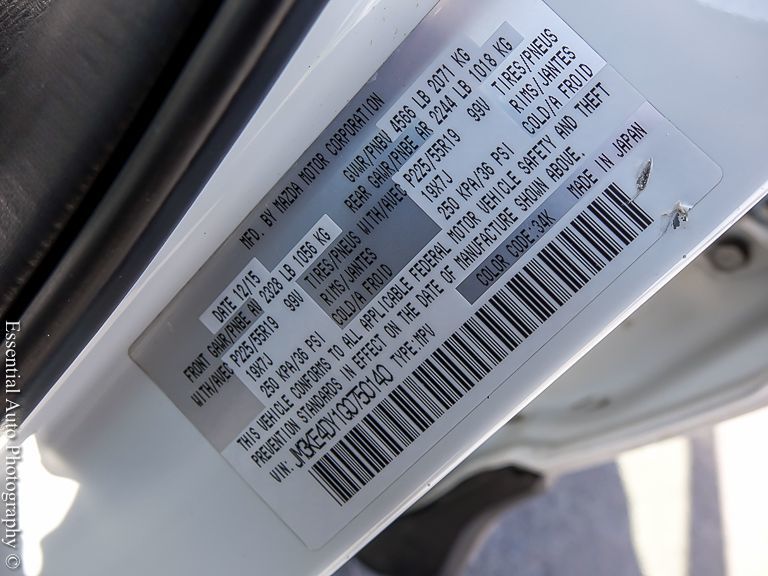 MFD. BY MAZDA MOTOR CORPORATION
DATE 12/15 GVWR/PNBV 4566 LB 2071 KG
FRONT GAWR/PNBE AV 2328 LB 1056 KG REAR GAWR/PNBE AR 2244 LB 1018 KG
WITH/AVEC P225/55R19 99V TIRES/PNEUS WITH/AVEC P225/55R19 99V TIRES/PNEUS
19X7J RIMS/JANTES 19X7J RIMS/JANTES
250 KPA/36 PSI COLD/A FROID 250 KPA/36 PSI COLD/A FROID
THIS VEHICLE CONFORMS TO ALL APPLICABLE FEDERAL MOTOR VEHICLE SAFETY AND THEFT
PREVENTION STANDARDS IN EFFECT ON THE DATE OF MANUFACTURE SHOWN ABOVE.
VIN: JM3KE4DY1G0750140 TYPE: MPV COLOR CODE: 34K MADE IN JAPAN
Essential Auto Photography ©